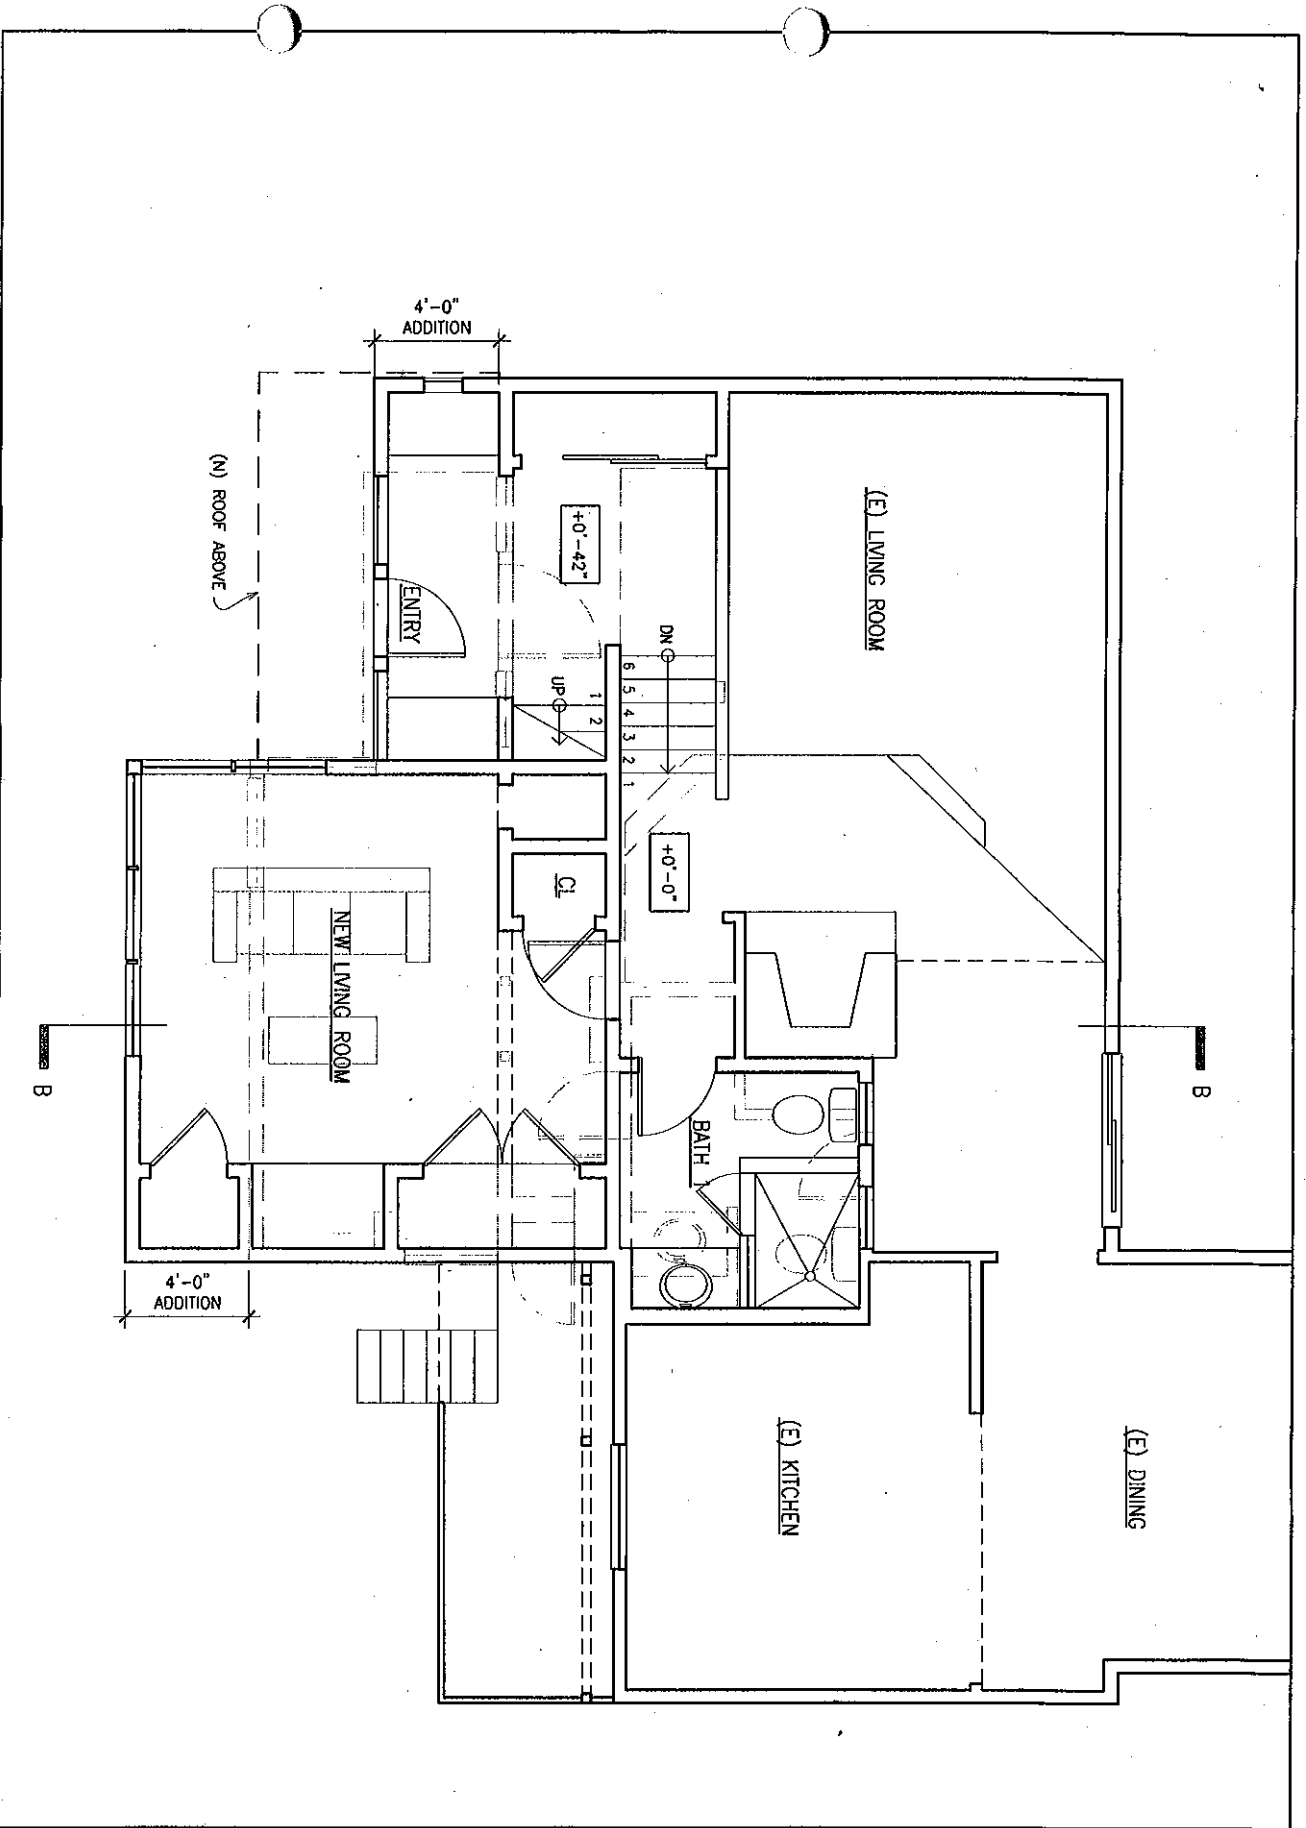 4'-0"
ADDITION
(N) ROOF ABOVE
+0'-42"
ENTRY
(E) LIVING ROOM
DN
6
5
4
3
2
1
UP
1
2
+0'-0"
CL
NEW LIVING ROOM
BATH
B
B
4'-0"
ADDITION
(E) KITCHEN
(E) DINING